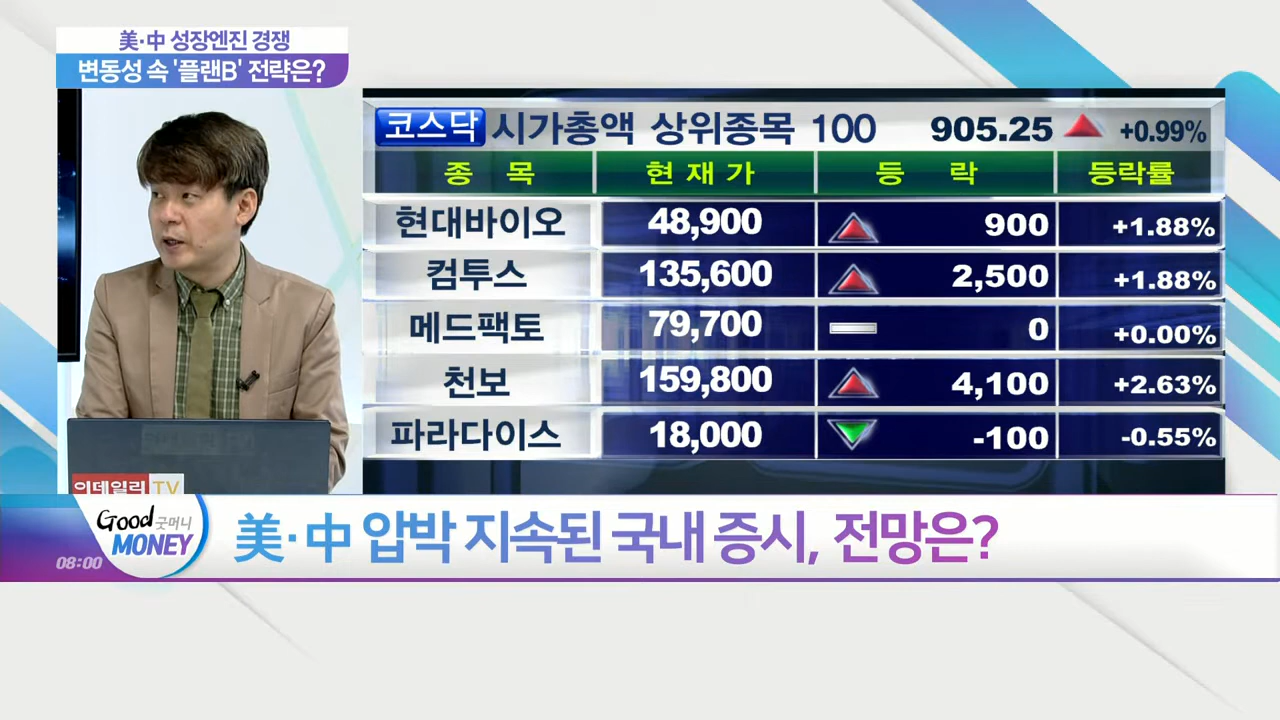 美·中 성장엔진 경쟁
변동성 속 '플랜B' 전략은?
코스닥 시가총액 상위종목 100 905.25 +0.99%
종 목 현 재 가 등 락 등락률
현대바이오 48,900 900 +1.88%
컴투스 135,600 2,500 +1.88%
메드팩토 79,700 0 +0.00%
천보 159,800 4,100 +2.63%
파라다이스 18,000 -100 -0.55%
이데일리 TV
Good 굿머니
MONEY
08:00
美·中 압박 지속된 국내 증시, 전망은?